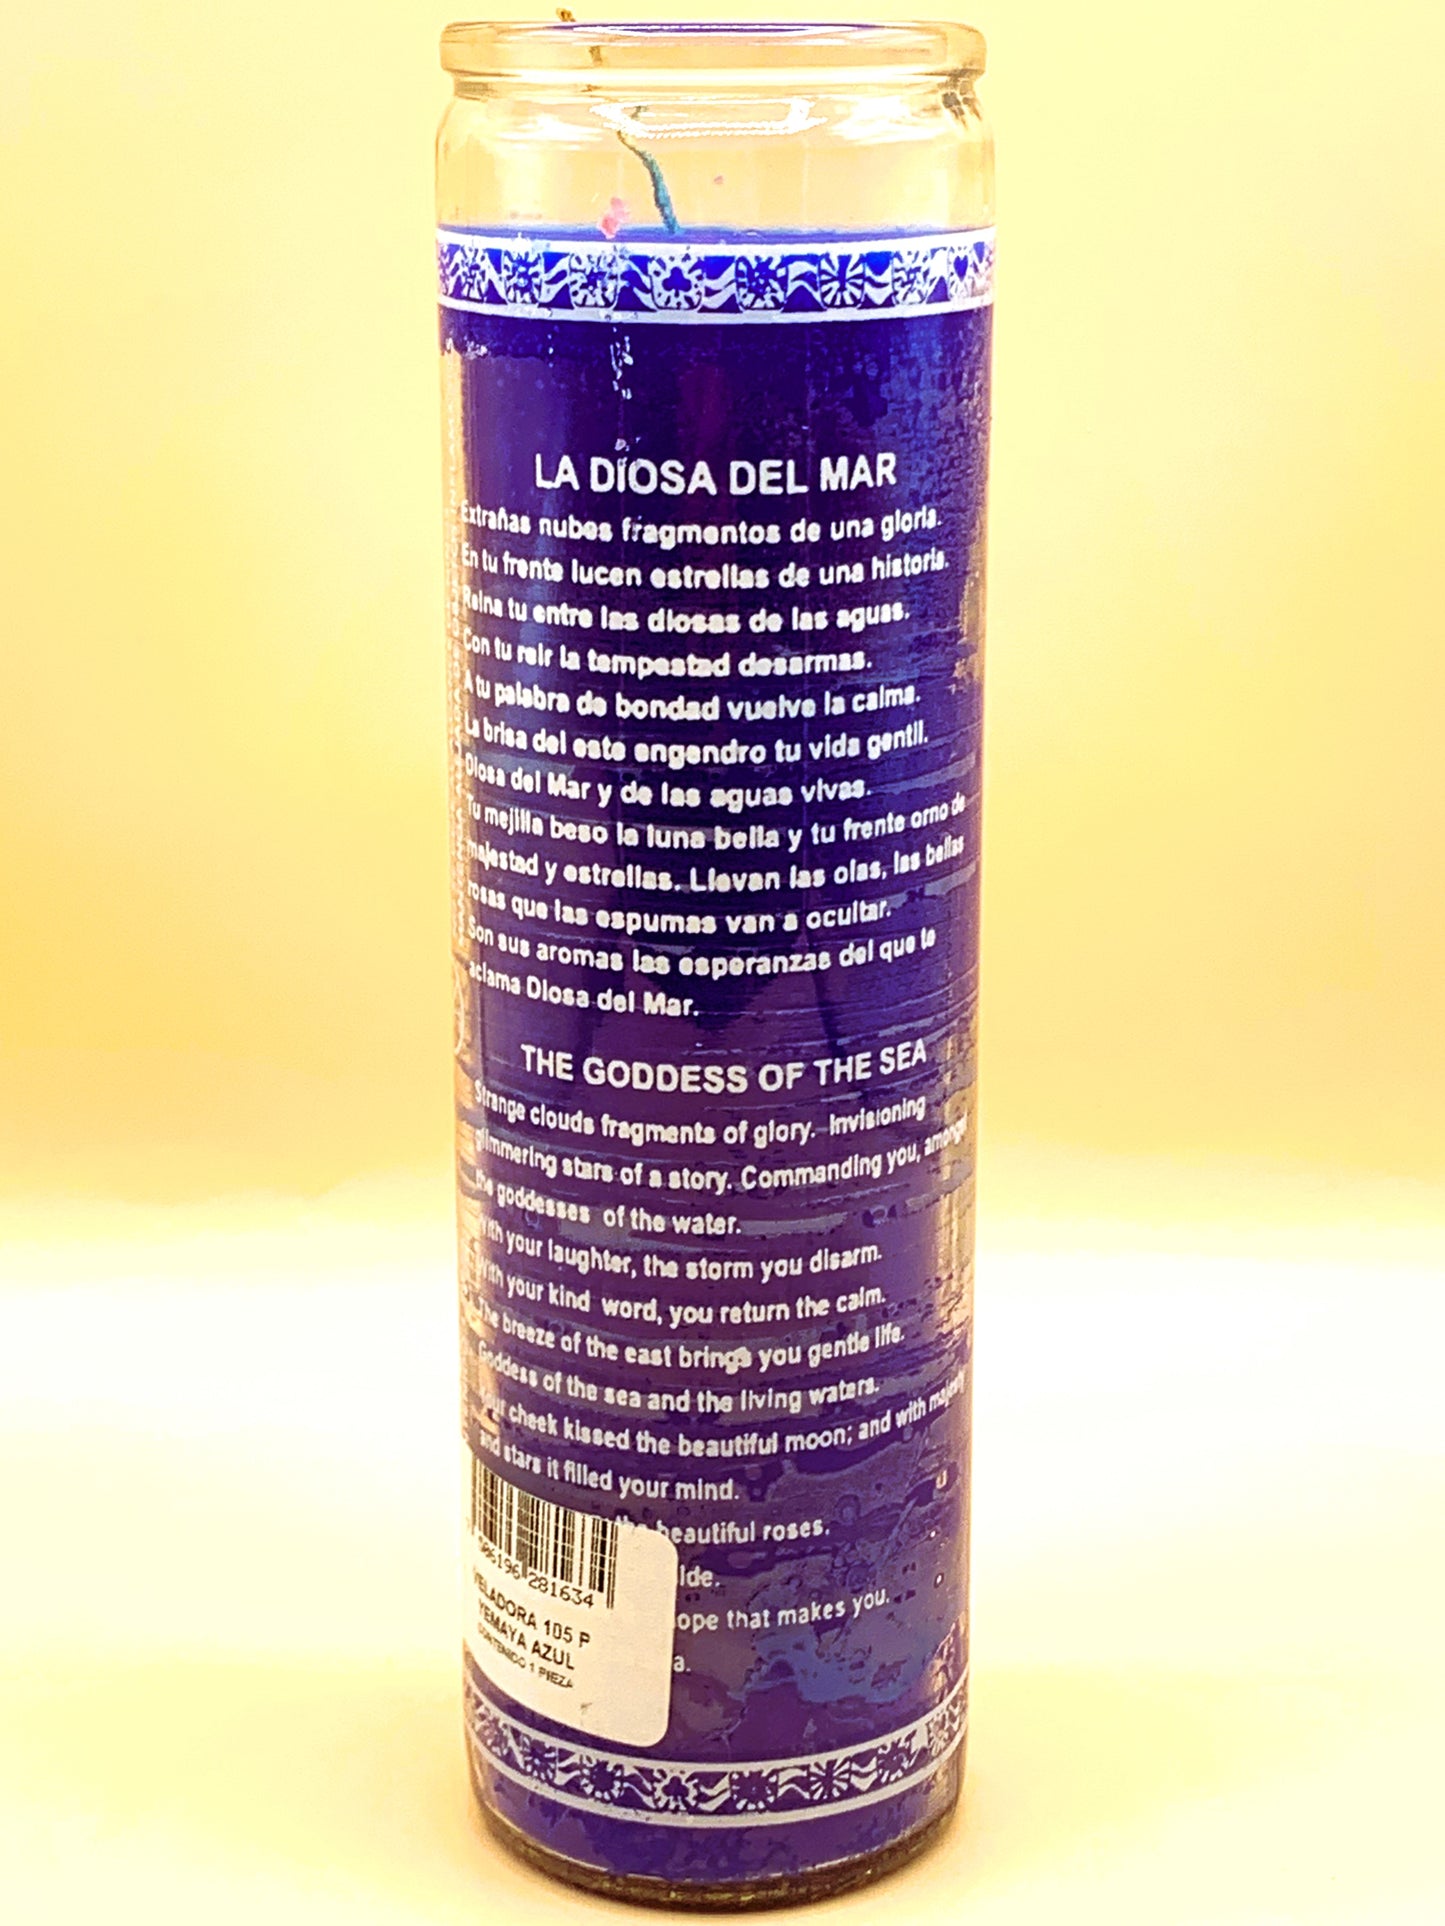 LA DIOSA DEL MAR
Extrañas nubes fragmentos de una gloria.
En tu frente lucen estrellas de una historia.
Reina tu entre las diosas de las aguas.
Con tu reir la tempestad desarmas.
A tu palabra de bondad vuelve la calma.
La brisa del este engendro tu vida gentil.
Diosa del Mar y de las aguas vivas.
Tu mejilla beso la luna bella y tu frente orno de
majestad y estrellas. Llevan las olas, las bellas
rosas que las espumas van a ocultar.
Son sus aromas las esperanzas del que te
aclama Diosa del Mar.
THE GODDESS OF THE SEA
Strange clouds fragments of glory. Invisioning
glimmering stars of a story. Commanding you, amongst
the goddesses of the water.
With your laughter, the storm you disarm.
With your kind word, you return the calm.
The breeze of the east brings you gentle life.
Goddess of the sea and the living waters.
Your cheek kissed the beautiful moon; and with majesty
and stars it filled your mind.
the beautiful roses.
ide.
ope that makes you.
a.
086196 281634
VELADORA 105 P
YEMAYA AZUL
CONTENIDO 1 PIEZA